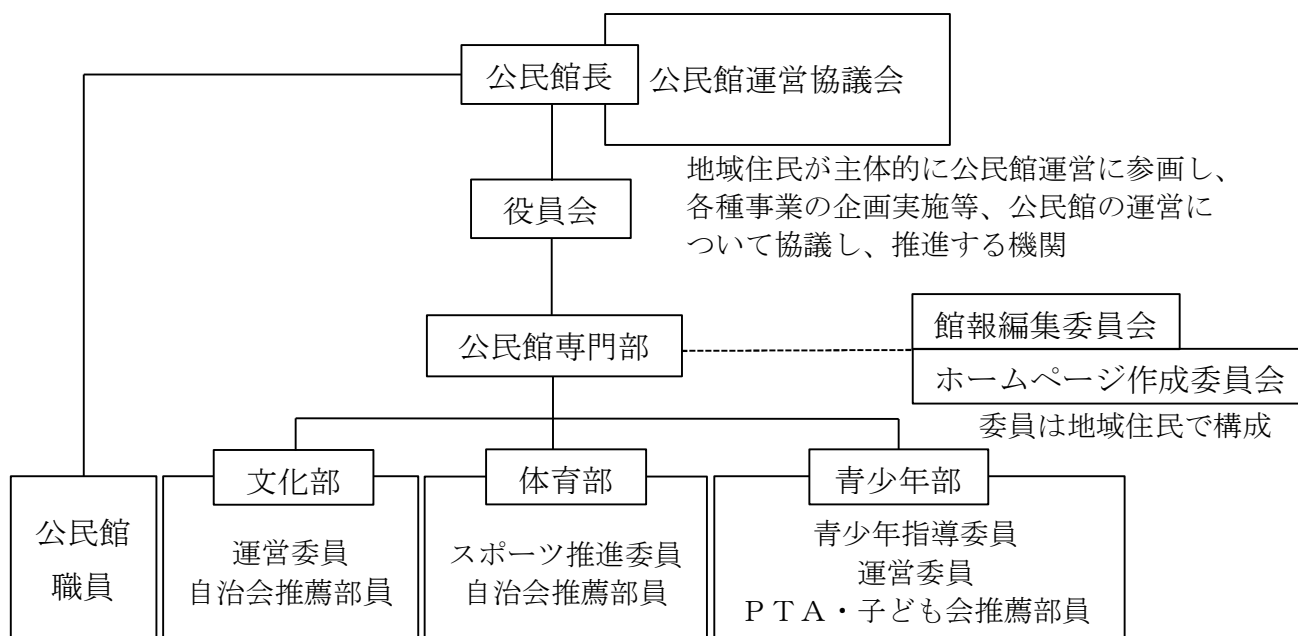 公民館長
公民館運営協議会
地域住民が主体的に公民館運営に参画し、
各種事業の企画実施等、公民館の運営に
ついて協議し、推進する機関
役員会
公民館専門部
館報編集委員会
ホームページ作成委員会
委員は地域住民で構成
公民館
職員
文化部
運営委員
自治会推薦部員
体育部
スポーツ推進委員
自治会推薦部員
青少年部
青少年指導委員
運営委員
ＰＴＡ・子ども会推薦部員